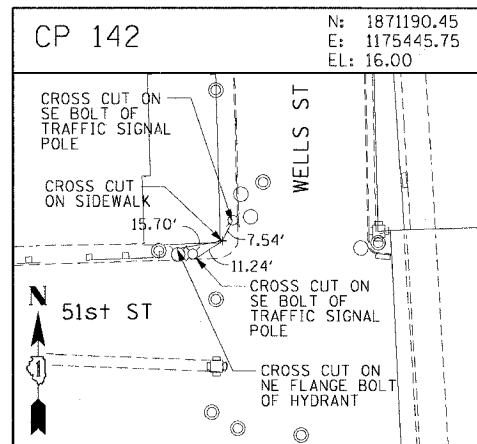 CP 142
N: 1871190.45
E: 1175445.75
EL: 16.00
CROSS CUT ON
SE BOLT OF
TRAFFIC SIGNAL
POLE
WELLS ST
CROSS CUT
ON SIDEWALK
15.70'
7.54'
11.24'
CROSS CUT ON
SE BOLT OF
TRAFFIC SIGNAL
POLE
N
51st ST
1
CROSS CUT ON
NE FLANGE BOLT
OF HYDRANT